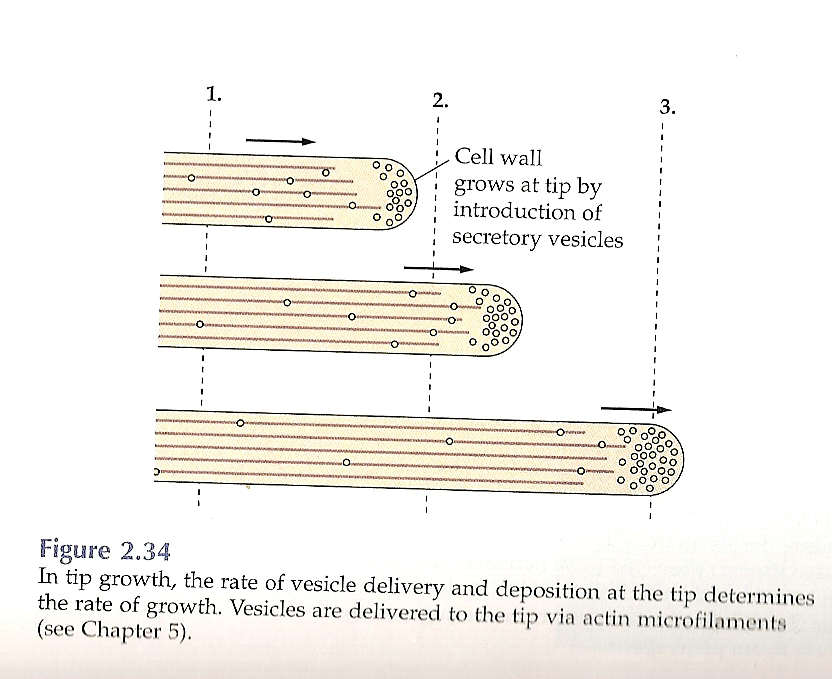 1.
2.
3.
Cell wall
grows at tip by
introduction of
secretory vesicles
Figure 2.34
In tip growth, the rate of vesicle delivery and deposition at the tip determines
the rate of growth. Vesicles are delivered to the tip via actin microfilaments
(see Chapter 5).